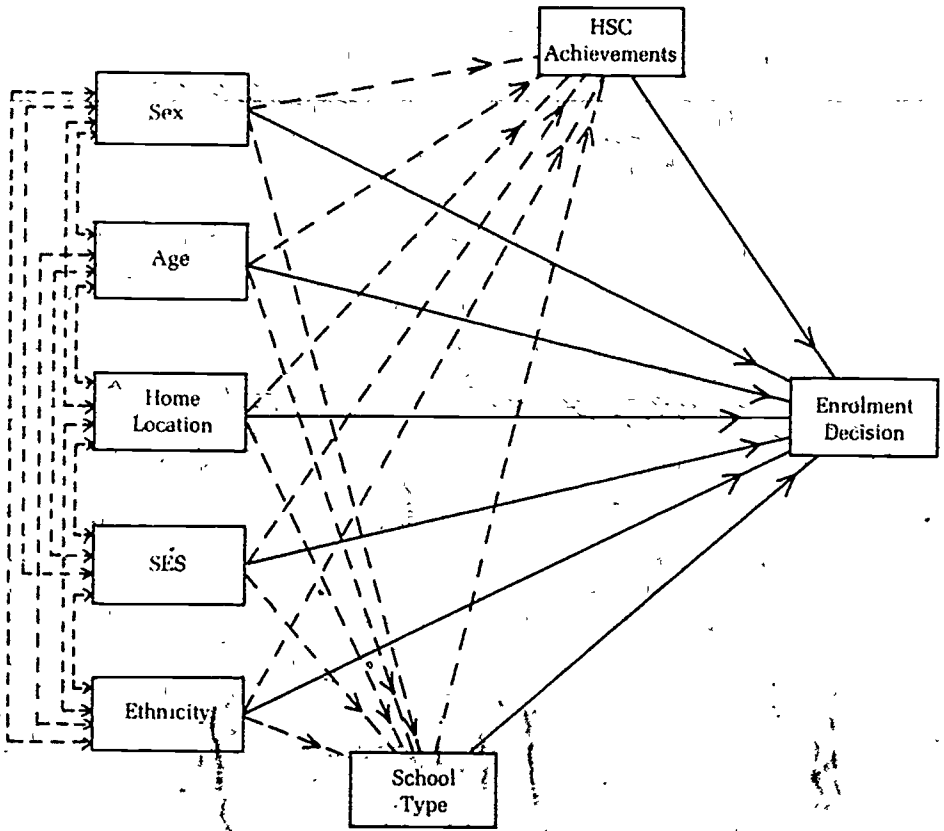 HSC
Achievements
Sex
Age
Home
Location
Enrolment
Decision
SES
Ethnicity
School
Type